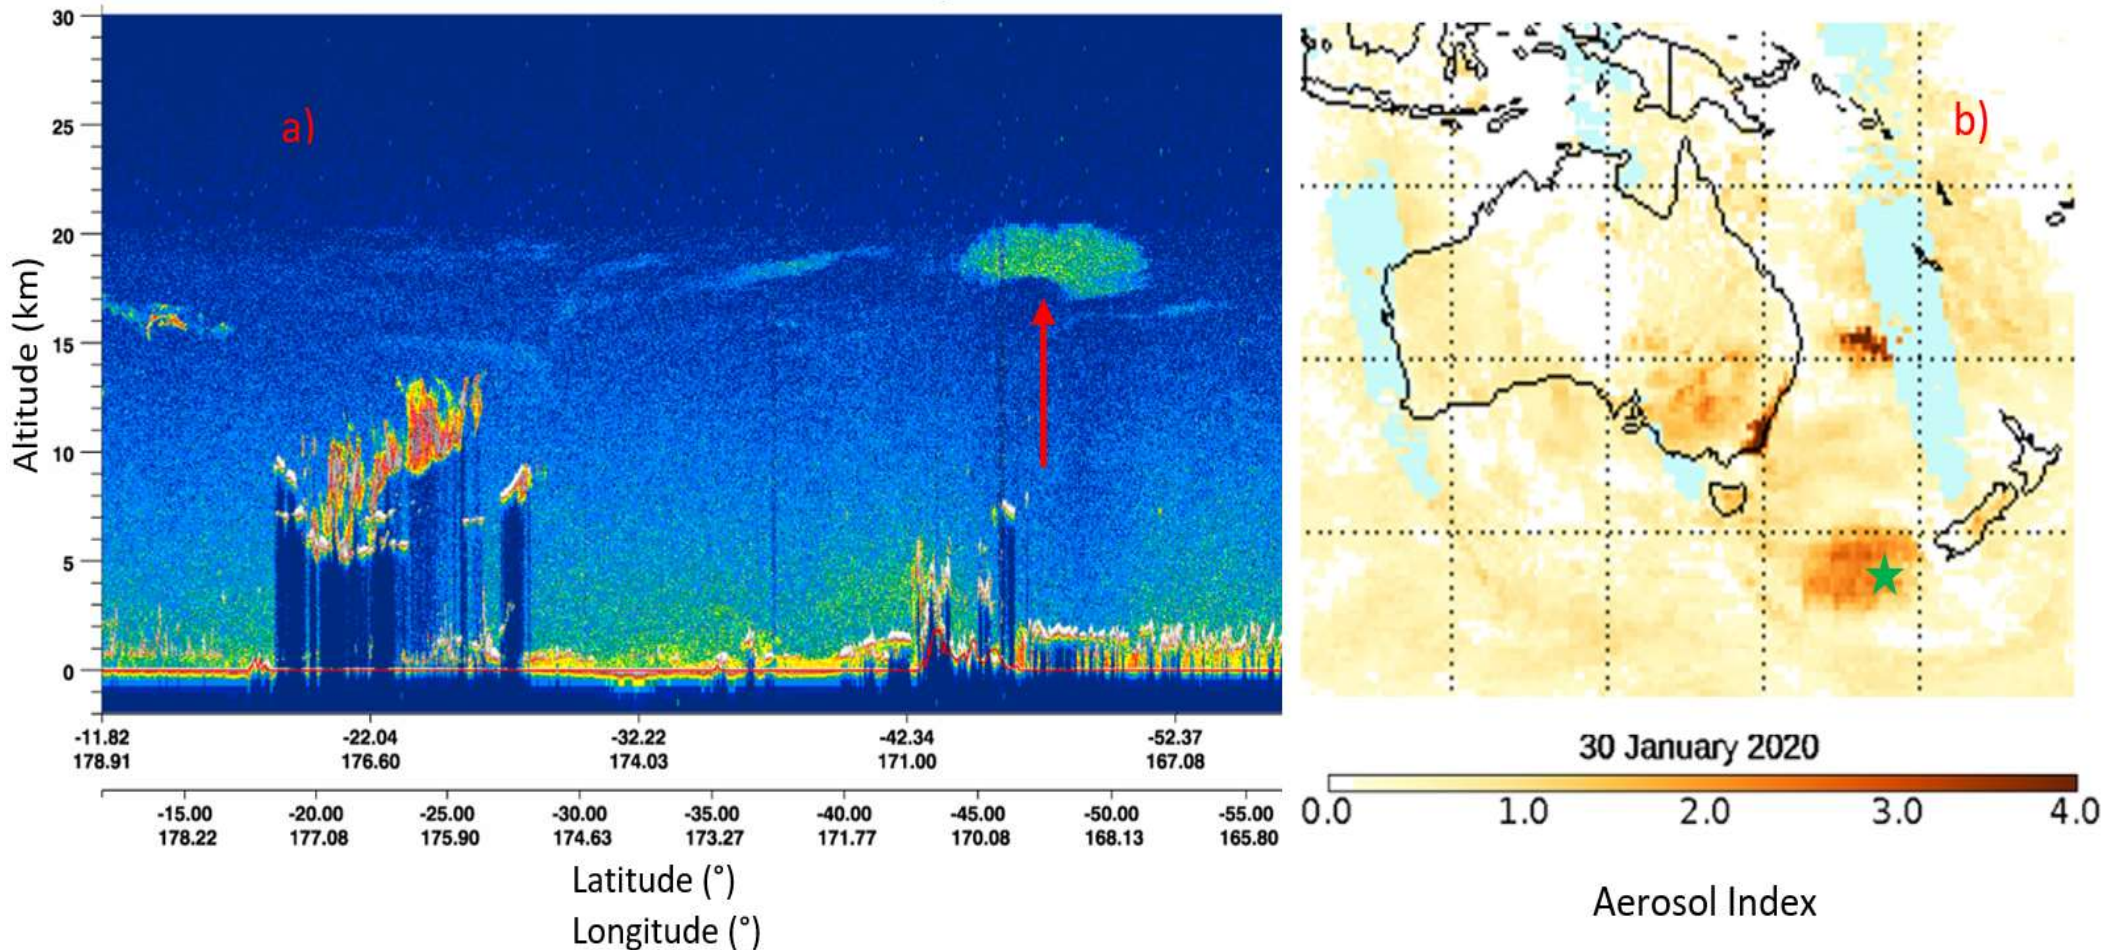 30
25
20
15
10
5
0
Altitude (km)
a)
-11.82 -22.04 -32.22 -42.34 -52.37
178.91 176.60 174.03 171.00 167.08
-15.00 -20.00 -25.00 -30.00 -35.00 -40.00 -45.00 -50.00 -55.00
178.22 177.08 175.90 174.63 173.27 171.77 170.08 168.13 165.80
Latitude (°)
Longitude (°)
b)
30 January 2020
0.0 1.0 2.0 3.0 4.0
Aerosol Index